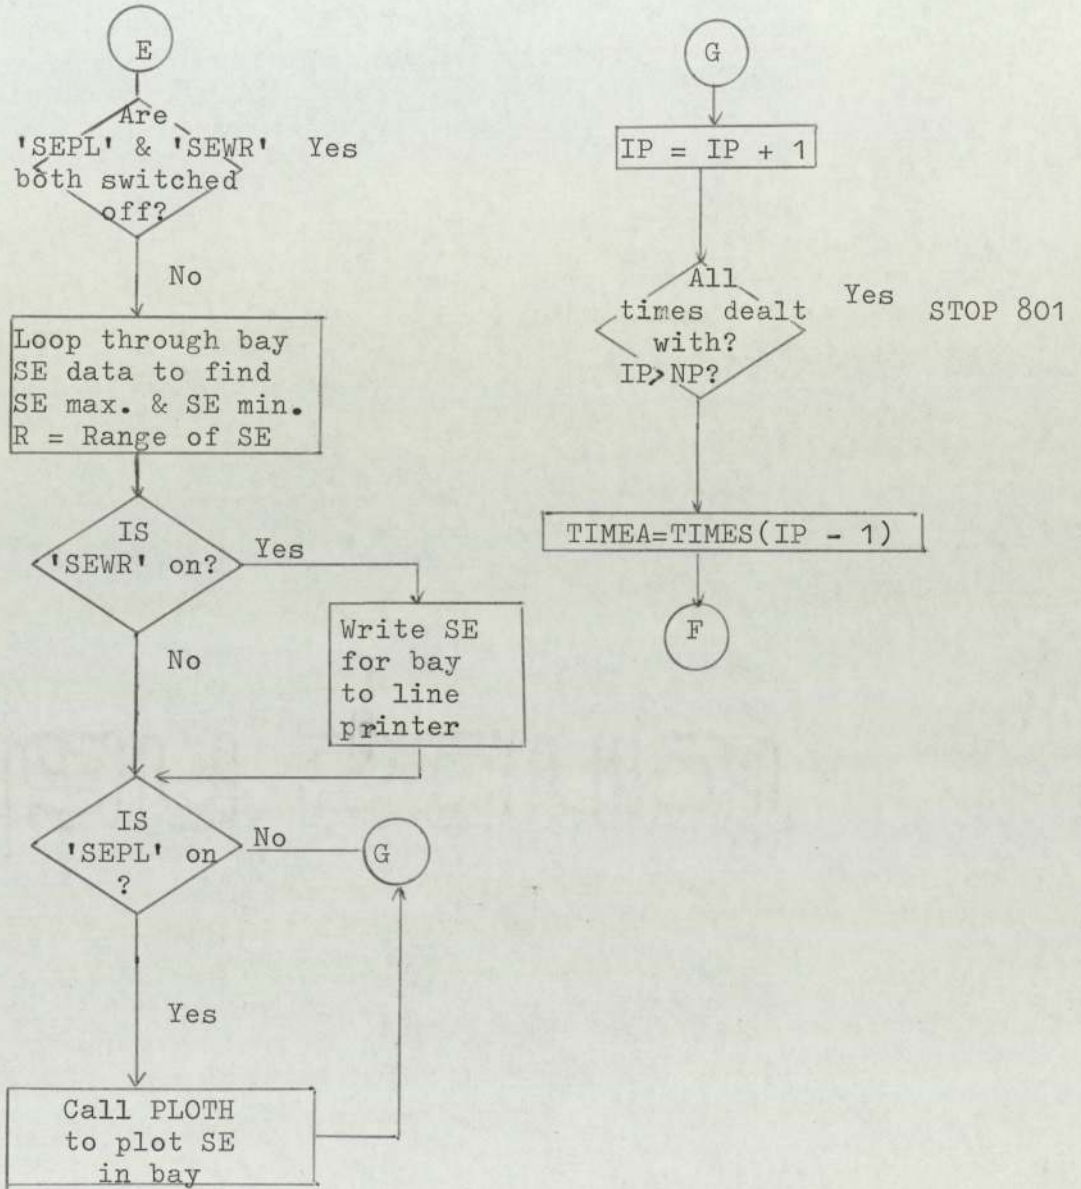 E
Are
'SEPL' & 'SEWR' Yes
both switched
off?
No
Loop through bay
SE data to find
SE max. & SE min.
R = Range of SE
IS
'SEWR' on?
Yes
No
Write SE
for bay
to line
printer
IS
'SEPL' on
?
No
G
Yes
Call PLOTH
to plot SE
in bay
G
IP = IP + 1
All
times dealt
with?
IP>NP?
Yes
STOP 801
TIMEA=TIMES(IP - 1)
F